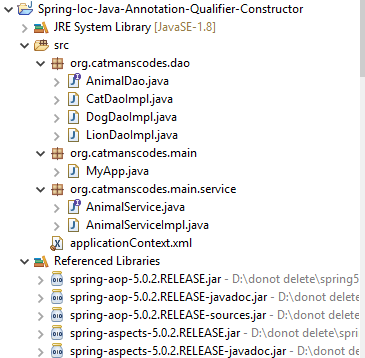 Spring-Ioc-Java-Annotation-Qualifier-Constructor
JRE System Library [JavaSE-1.8]
src
org.catmanscodes.dao
AnimalDao.java
CatDaoImpl.java
DogDaoImpl.java
LionDaoImpl.java
org.catmanscodes.main
MyApp.java
org.catmanscodes.main.service
AnimalService.java
AnimalServiceImpl.java
applicationContext.xml
Referenced Libraries
spring-aop-5.0.2.RELEASE.jar - D:\donot delete\spring5
spring-aop-5.0.2.RELEASE-javadoc.jar - D:\donot delete
spring-aop-5.0.2.RELEASE-sources.jar - D:\donot delete
spring-aspects-5.0.2.RELEASE.jar - D:\donot delete\spri
spring-aspects-5.0.2.RELEASE-javadoc.jar - D:\donot de